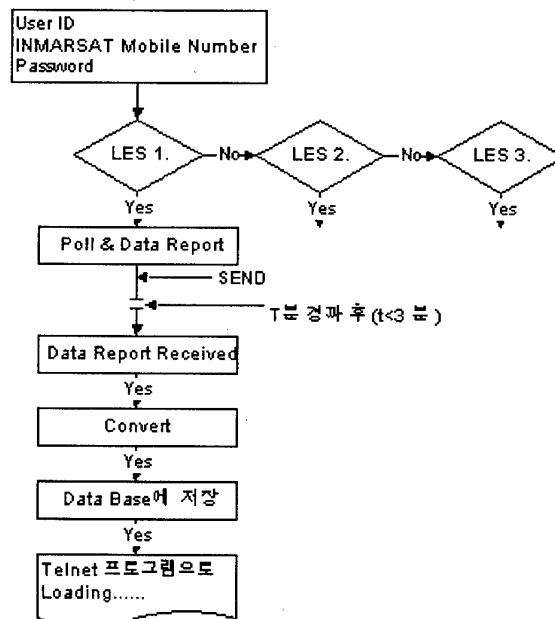 User ID
INMARSAT Mobile Number
Password
LES 1.
No
LES 2.
No
LES 3.
Yes
Yes
Yes
Poll & Data Report
SEND
T분 경과 후 (t<3 분 )
Data Report Received
Yes
Convert
Yes
Data Base에 저장
Yes
Telnet 프로그램으로
Loading......